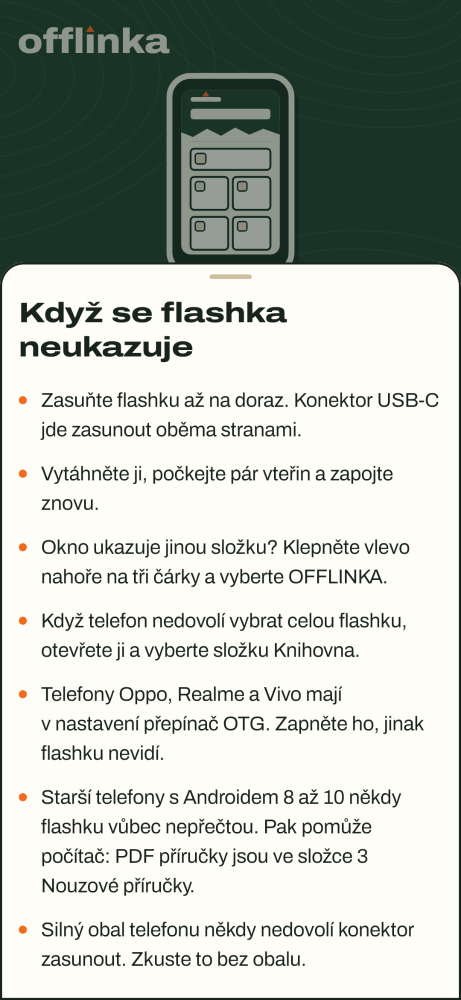 offlinka
Když se flashka
neukazuje
Zasuňte flashku až na doraz. Konektor USB-C
jde zasunout oběma stranami.
Vytáhněte ji, počkejte pár vteřin a zapojte
znovu.
Okno ukazuje jinou složku? Klepněte vlevo
nahoře na tři čárky a vyberte OFFLINKA.
Když telefon nedovolí vybrat celou flashku,
otevřete ji a vyberte složku Knihovna.
Telefony Oppo, Realme a Vivo mají
v nastavení přepínač OTG. Zapněte ho, jinak
flashku nevidí.
Starší telefony s Androidem 8 až 10 někdy
flashku vůbec nepřečtou. Pak pomůže
počítač: PDF příručky jsou ve složce 3
Nouzové příručky.
Silný obal telefonu někdy nedovolí konektor
zasunout. Zkuste to bez obalu.